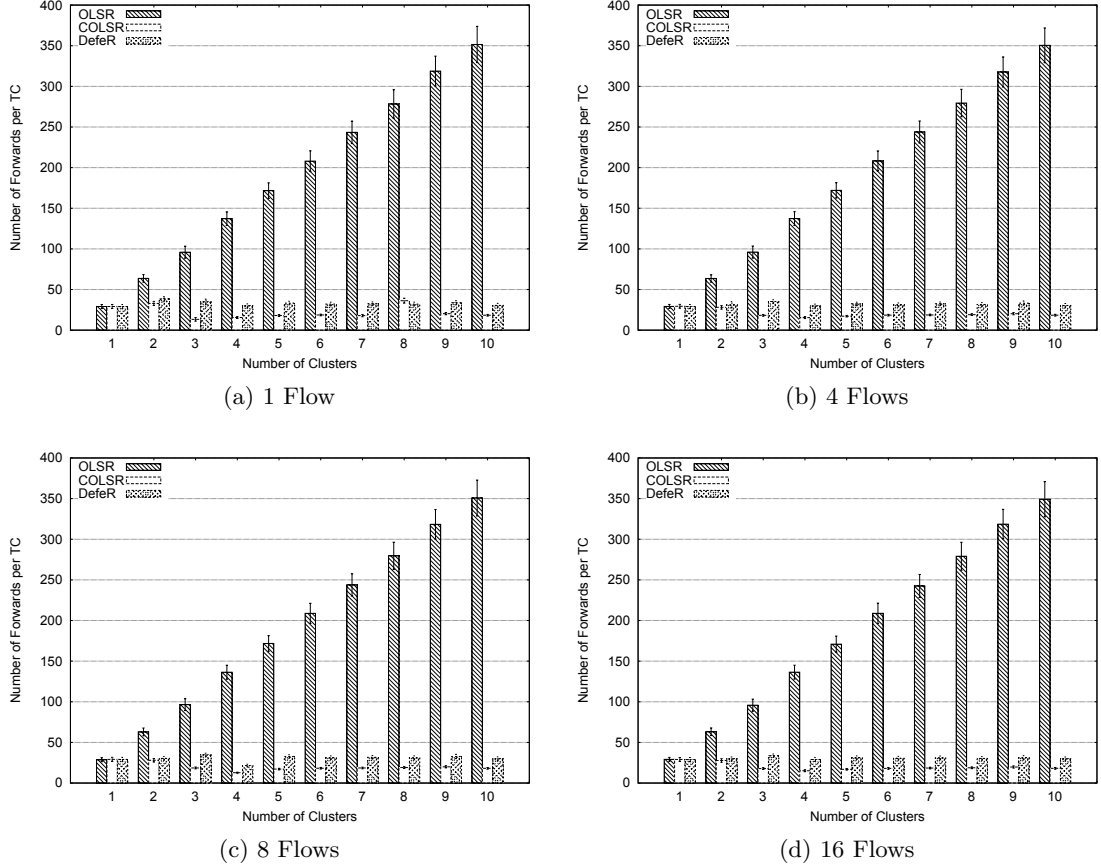 OLSR
COLSR
DefeR
Number of Forwards per TC
400
350
300
250
200
150
100
50
0
1 2 3 4 5 6 7 8 9 10
Number of Clusters
(a) 1 Flow
OLSR
COLSR
DefeR
Number of Forwards per TC
400
350
300
250
200
150
100
50
0
1 2 3 4 5 6 7 8 9 10
Number of Clusters
(b) 4 Flows
OLSR
COLSR
DefeR
Number of Forwards per TC
400
350
300
250
200
150
100
50
0
1 2 3 4 5 6 7 8 9 10
Number of Clusters
(c) 8 Flows
OLSR
COLSR
DefeR
Number of Forwards per TC
400
350
300
250
200
150
100
50
0
1 2 3 4 5 6 7 8 9 10
Number of Clusters
(d) 16 Flows